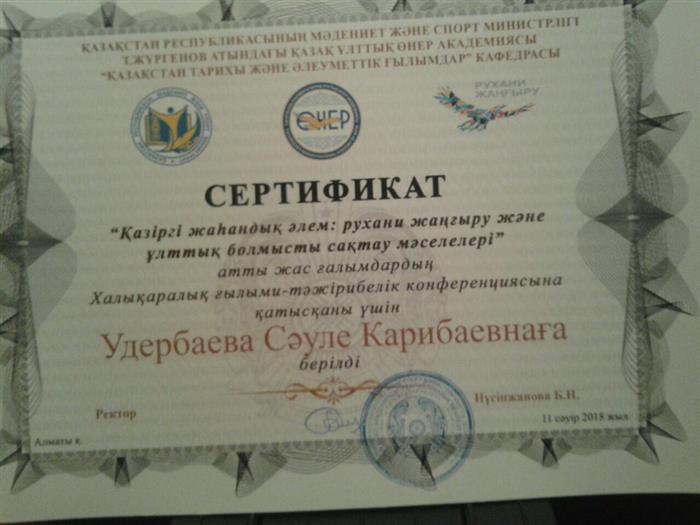 ҚАЗАҚСТАН РЕСПУБЛИКАСЫНЫҢ МӘДЕНИЕТ ЖӘНЕ СПОРТ МИНИСТРЛІГІ
Т.ЖҮРГЕНОВ АТЫНДАҒЫ ҚАЗАҚ ҰЛТТЫҚ ӨНЕР АКАДЕМИЯСЫ
“ҚАЗАҚСТАН ТАРИХЫ ЖӘНЕ ӘЛЕУМЕТТІК ҒЫЛЫМДАР” КАФЕДРАСЫ
ӨНЕР
РУХАНИ
ЖАҢҒЫРУ
СЕРТИФИКАТ
“Қазіргі жаһандық әлем: рухани жаңғыру және
ұлттық болмысты сақтау мәселелері”
атты жас ғалымдардың
Халықаралық ғылыми-тәжірибелік конференциясына
қатысқаны үшін
Удербаева Сәуле Карибаевнаға
берілді
Ректор
Нүсіпжанова Б.Н.
Алматы к.
11 сәуір 2018 жыл